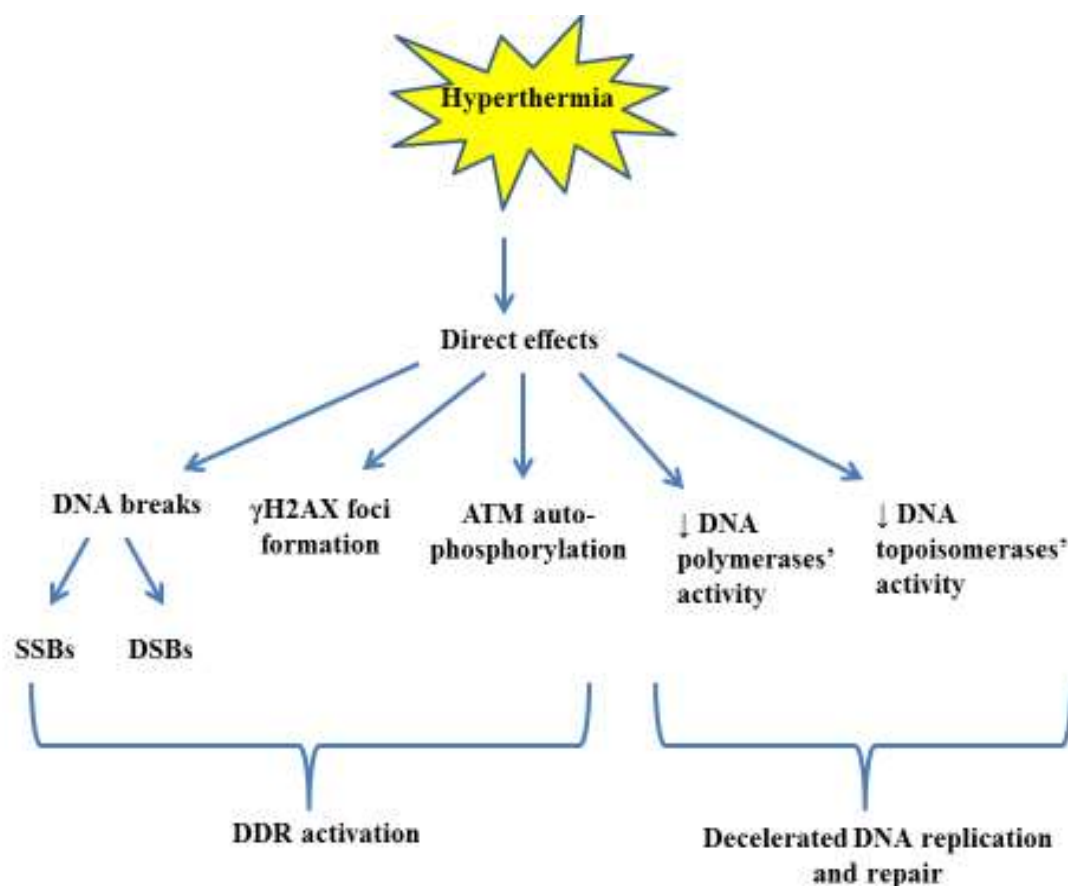 Hyperthermia
Direct effects
DNA breaks
γH2AX foci
formation
ATM auto-
phosphorylation
↓ DNA
polymerases’
activity
↓ DNA
topoisomerases’
activity
SSBs
DSBs
DDR activation
Decelerated DNA replication
and repair